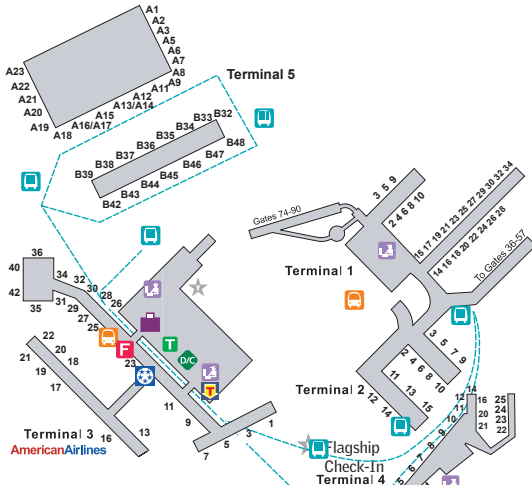 A1
A2
A3
A5
A6
A7
A8
A9
A11
A12
A13/A14
A15
A16/A17
A18
A19
A20
A21
A22
A23
Terminal 5
B32
B33
B34
B35
B36
B37
B38
B39
B42
B43
B44
B45
B46
B47
B48
Gates 74-90
3 5 9
2 4 6 8 10
15 17 19 21 23 25 27 29 30 32 34
14 16 18 20 22 24 26 28
To Gates 36-57
Terminal 1
36
40
42
35
34
32
30
28
26
31
29
27
25
22
21
20
19
18
17
23
16
13
11
9
7
5
3
1
F
T
D/C
T
Terminal 3
AmericanAirlines
3 5 7 9
2 4 6 8 10
11 13 15
12 14
Terminal 2
14
12
11
10
9
8
7
6
5
16
20
21
25
24
23
22
Flagship
Check-In
Terminal 4